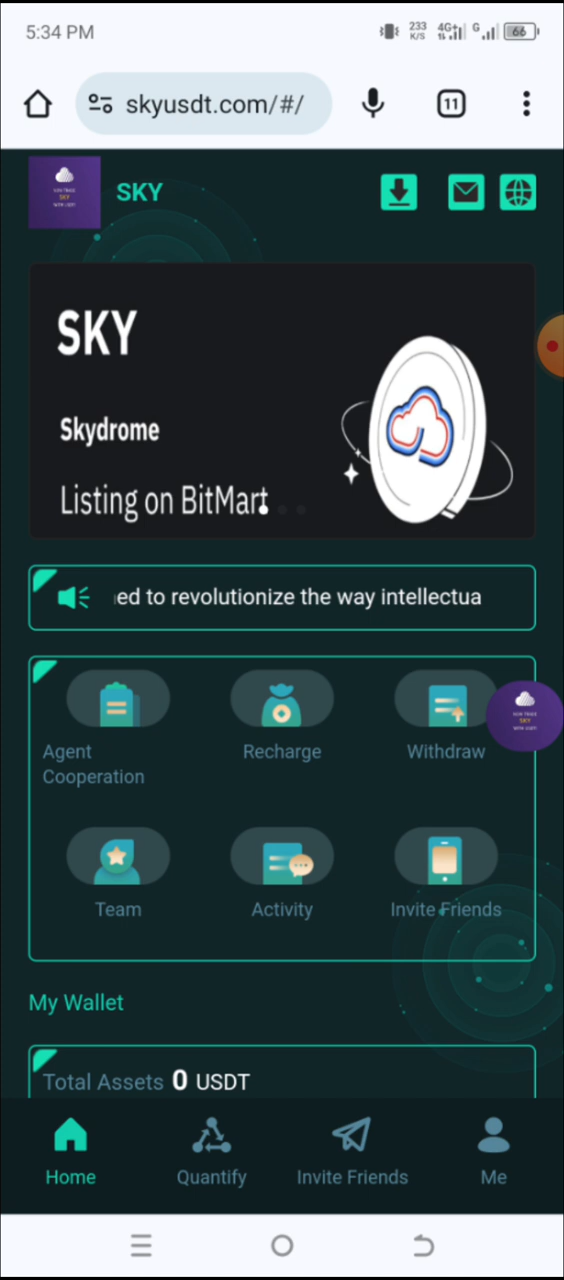 5:34 PM
233
K/S
4G+
G
66
skyusdt.com/#/
11
SKY
SKY
Skydrome
Listing on BitMart
ed to revolutionize the way intellectua
Agent
Cooperation
Recharge
Withdraw
Team
Activity
Invite Friends
My Wallet
Total Assets 0 USDT
Home
Quantify
Invite Friends
Me